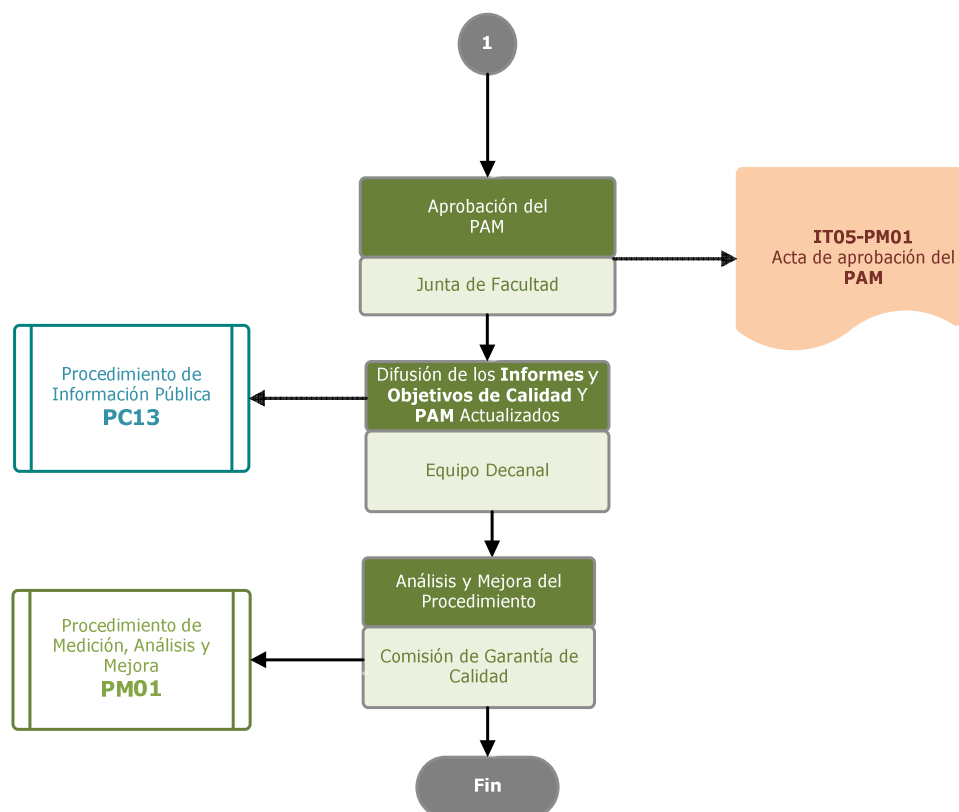 1
Aprobación del
PAM
Junta de Facultad
IT05-PM01
Acta de aprobación del
PAM
Difusión de los Informes y
Objetivos de Calidad Y
PAM Actualizados
Equipo Decanal
Procedimiento de
Información Pública
PC13
Análisis y Mejora del
Procedimiento
Comisión de Garantía de
Calidad
Procedimiento de
Medición, Análisis y
Mejora
PM01
Fin